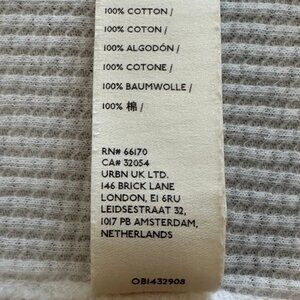 100% COTTON /
100% COTON /
100% ALGODÓN /
100% COTONE /
100% BAUMWOLLE /
100% 棉 /
RN# 66170
CA# 32054
URBN UK LTD.
146 BRICK LANE
LONDON, E1 6RU
LEIDSESTRAAT 32,
1017 PB AMSTERDAM,
NETHERLANDS
OB1432908